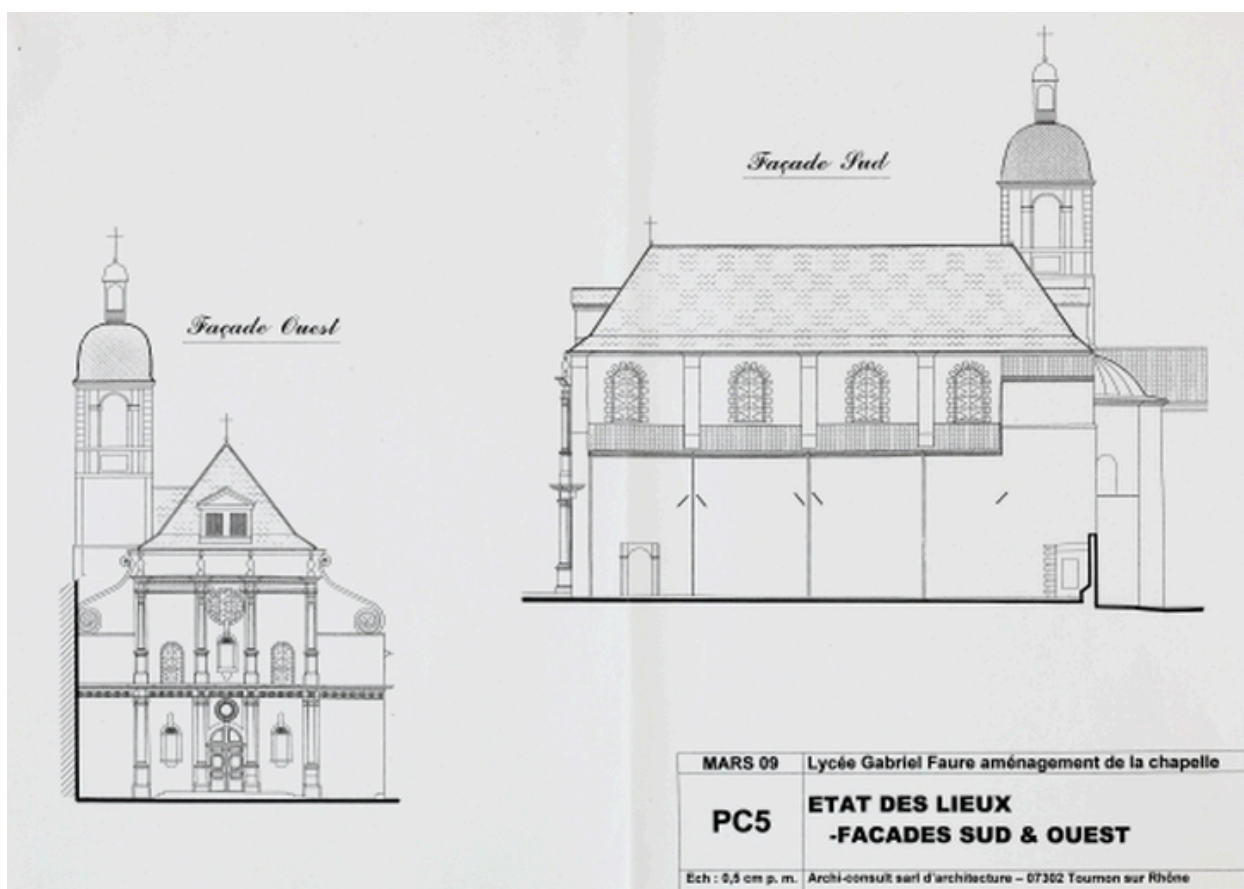 Façade Sud
Façade Ouest
MARS 09
Lycée Gabriel Faure aménagement de la chapelle
PC5
ETAT DES LIEUX
-FACADES SUD & OUEST
Ech : 0,5 cm p. m.
Archi-consult sarl d'architecture – 07302 Tournon sur Rhône